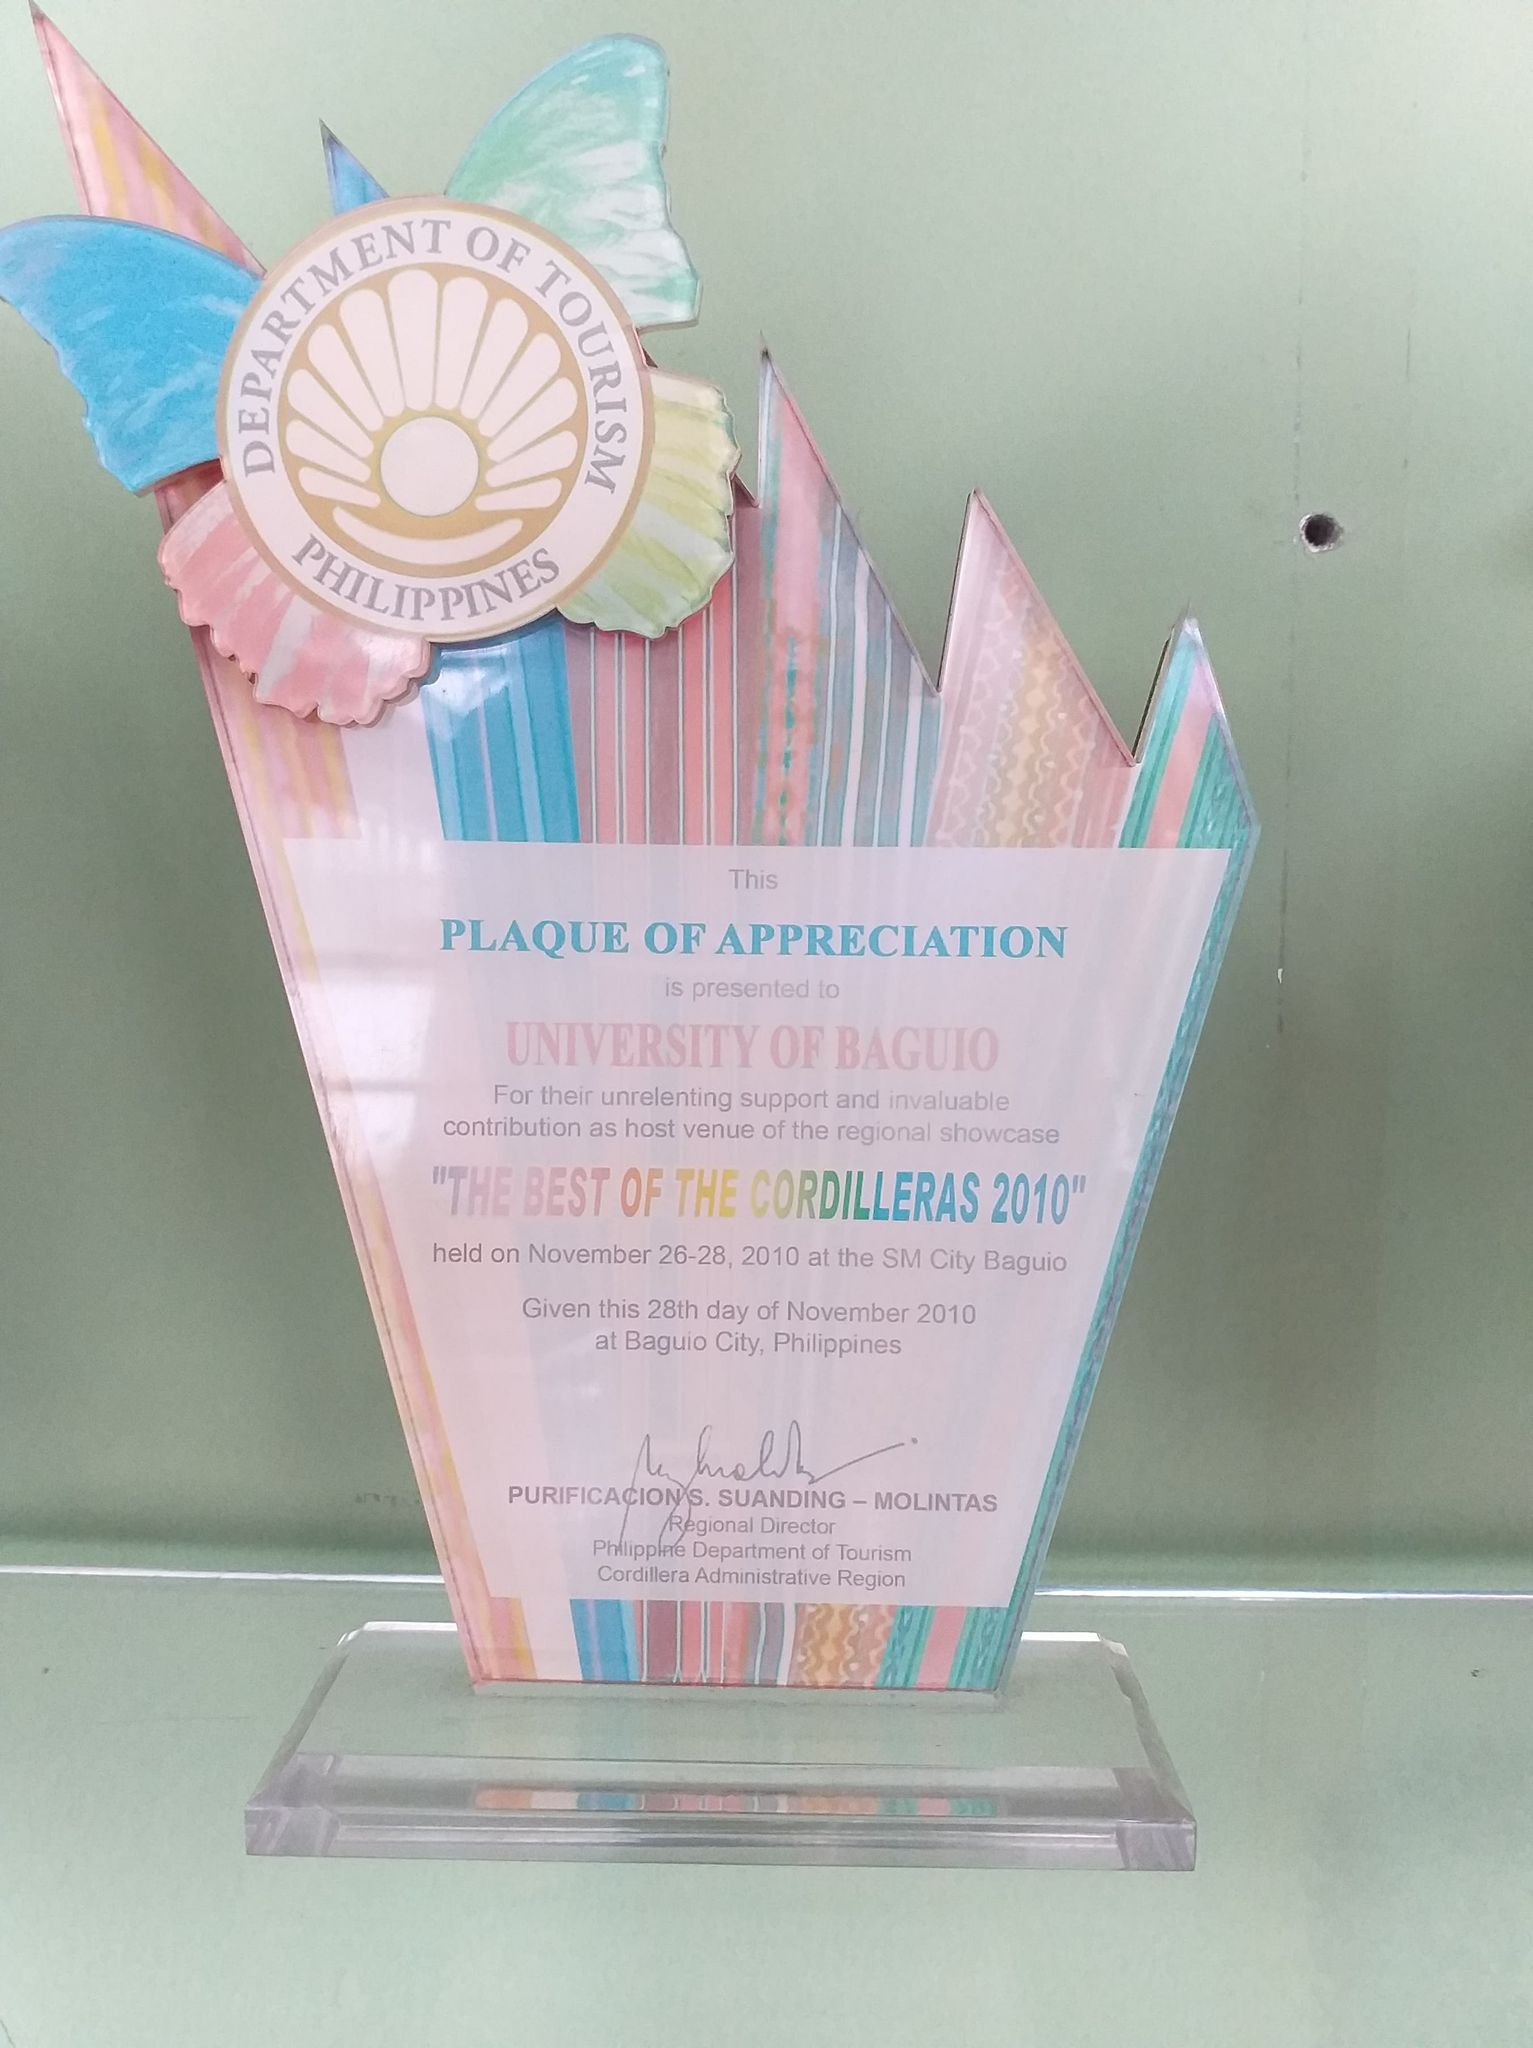 DEPARTMENT OF TOURISM
PHILIPPINES
This
PLAQUE OF APPRECIATION
is presented to
UNIVERSITY OF BAGUIO
For their unrelenting support and invaluable
contribution as host venue of the regional showcase
"THE BEST OF THE CORDILLERAS 2010"
held on November 26-28, 2010 at the SM City Baguio
Given this 28th day of November 2010
at Baguio City, Philippines
PURIFICACION S. SUANDING – MOLINTAS
Regional Director
Philippine Department of Tourism
Cordillera Administrative Region